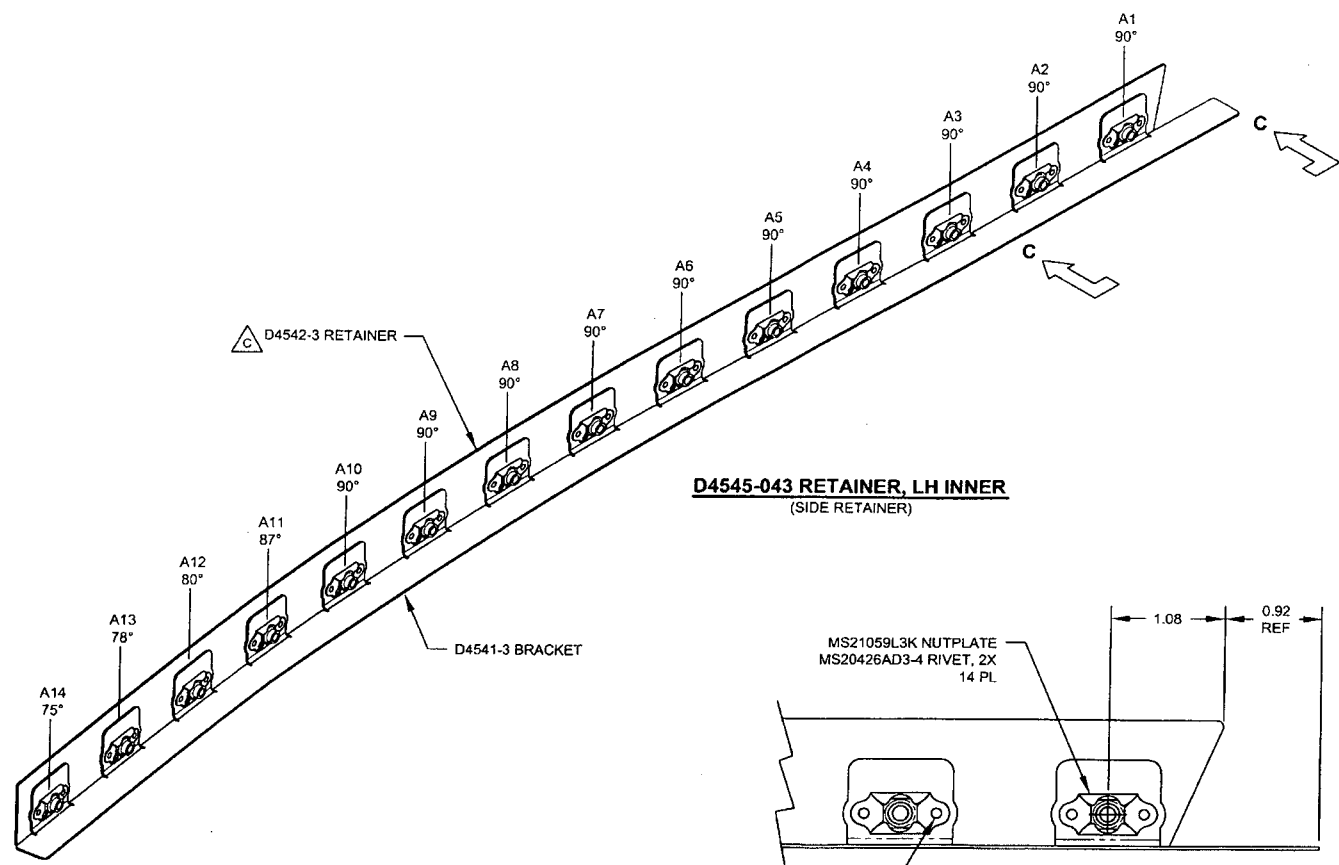 A1
90°
A2
90°
A3
90°
A4
90°
A5
90°
A6
90°
A7
90°
A8
90°
A9
90°
A10
90°
A11
87°
A12
80°
A13
78°
A14
75°
C
C
C D4542-3 RETAINER
D4541-3 BRACKET
D4545-043 RETAINER, LH INNER
(SIDE RETAINER)
MS21059L3K NUTPLATE
MS20426AD3-4 RIVET, 2X
14 PL
1.08
0.92
REF